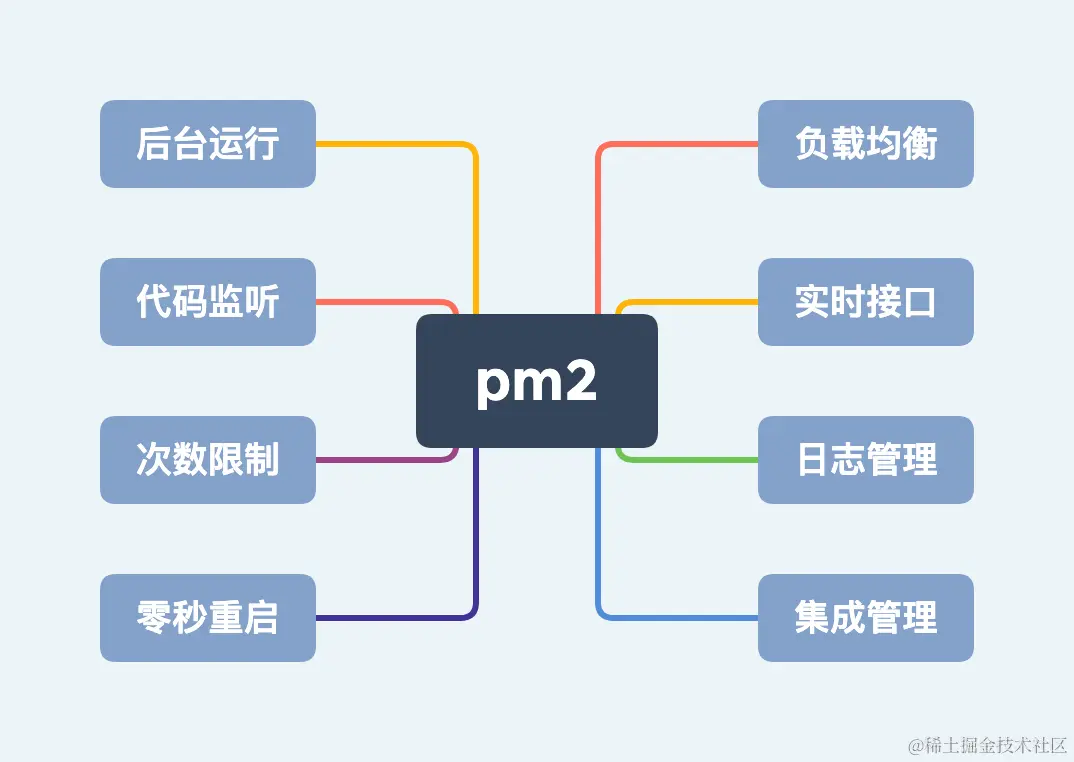 后台运行
代码监听
次数限制
零秒重启
pm2
负载均衡
实时接口
日志管理
集成管理
@稀土掘金技术社区